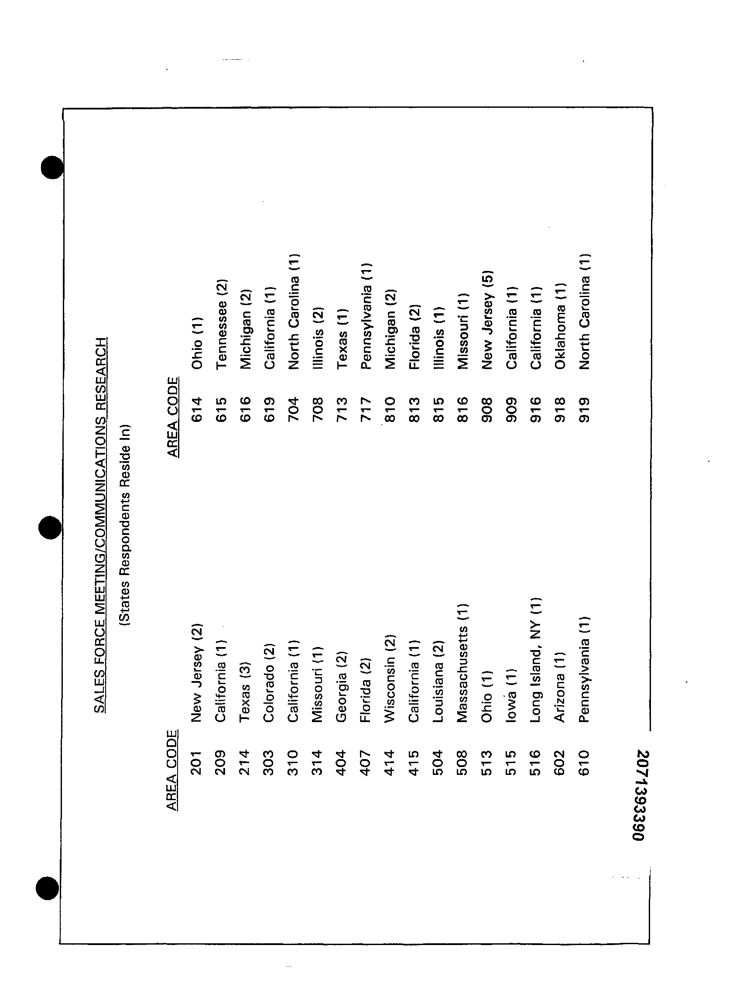 SALES FORCE MEETING/COMMUNICATIONS RESEARCH
(States Respondents Reside In)
AREA CODE
201 New Jersey (2)
209 California (1)
214 Texas (3)
303 Colorado (2)
310 California (1)
314 Missouri (1)
404 Georgia (2)
407 Florida (2)
414 Wisconsin (2)
415 California (1)
504 Louisiana (2)
508 Massachusetts (1)
513 Ohio (1)
515 Iowa (1)
516 Long Island, NY (1)
602 Arizona (1)
610 Pennsylvania (1)
AREA CODE
614 Ohio (1)
615 Tennessee (2)
616 Michigan (2)
619 California (1)
704 North Carolina (1)
708 Illinois (2)
713 Texas (1)
717 Pennsylvania (1)
810 Michigan (2)
813 Florida (2)
815 Illinois (1)
816 Missouri (1)
908 New Jersey (5)
909 California (1)
916 California (1)
918 Oklahoma (1)
919 North Carolina (1)
2071393390